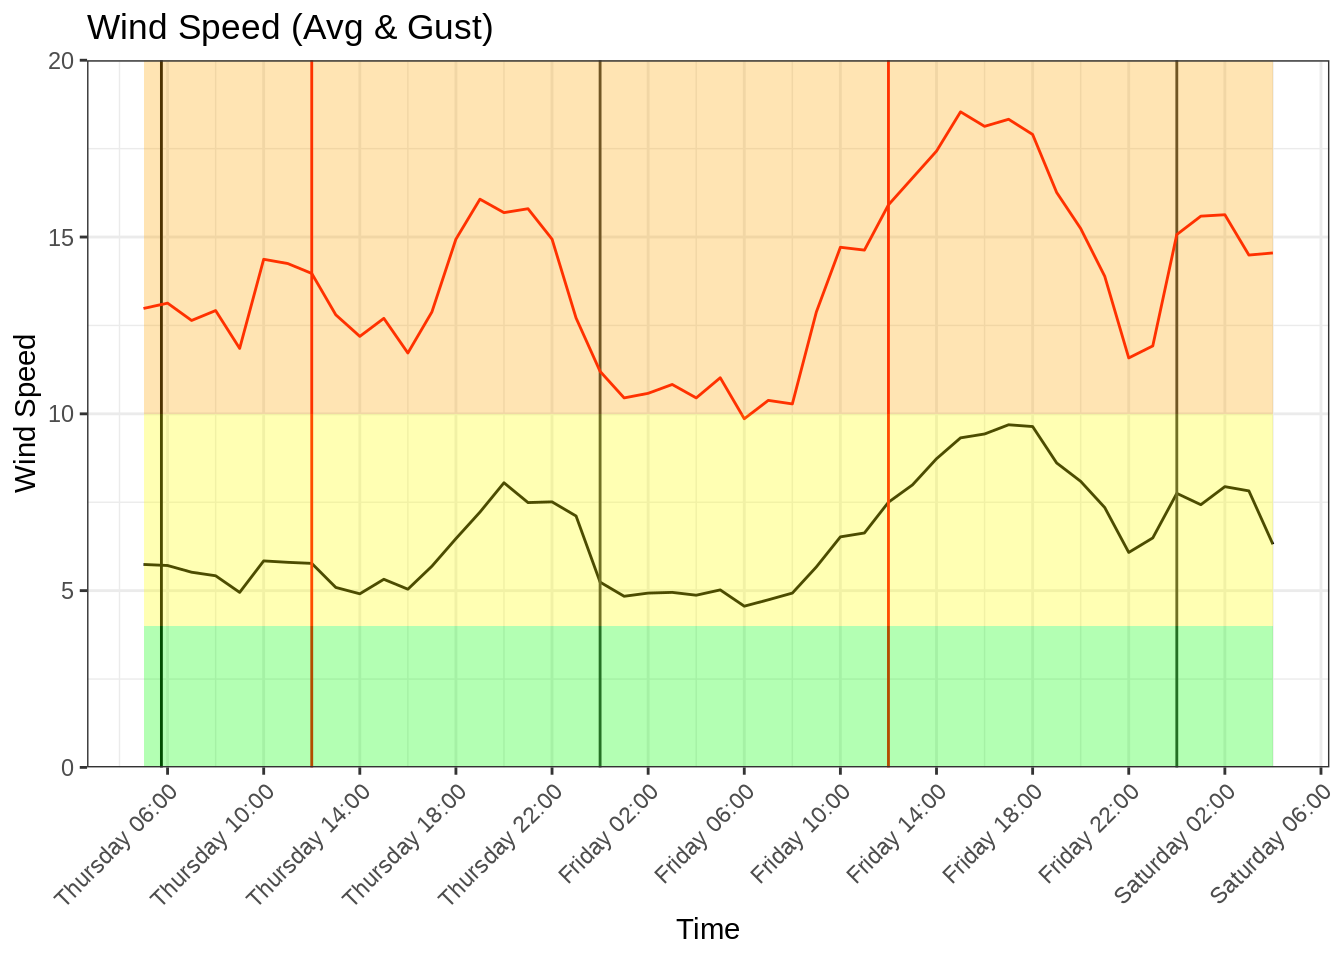 Wind Speed (Avg & Gust)
20
15
10
5
0
Wind Speed
Thursday 06:00
Thursday 10:00
Thursday 14:00
Thursday 18:00
Thursday 22:00
Friday 02:00
Friday 06:00
Friday 10:00
Friday 14:00
Friday 18:00
Friday 22:00
Saturday 02:00
Saturday 06:00
Time